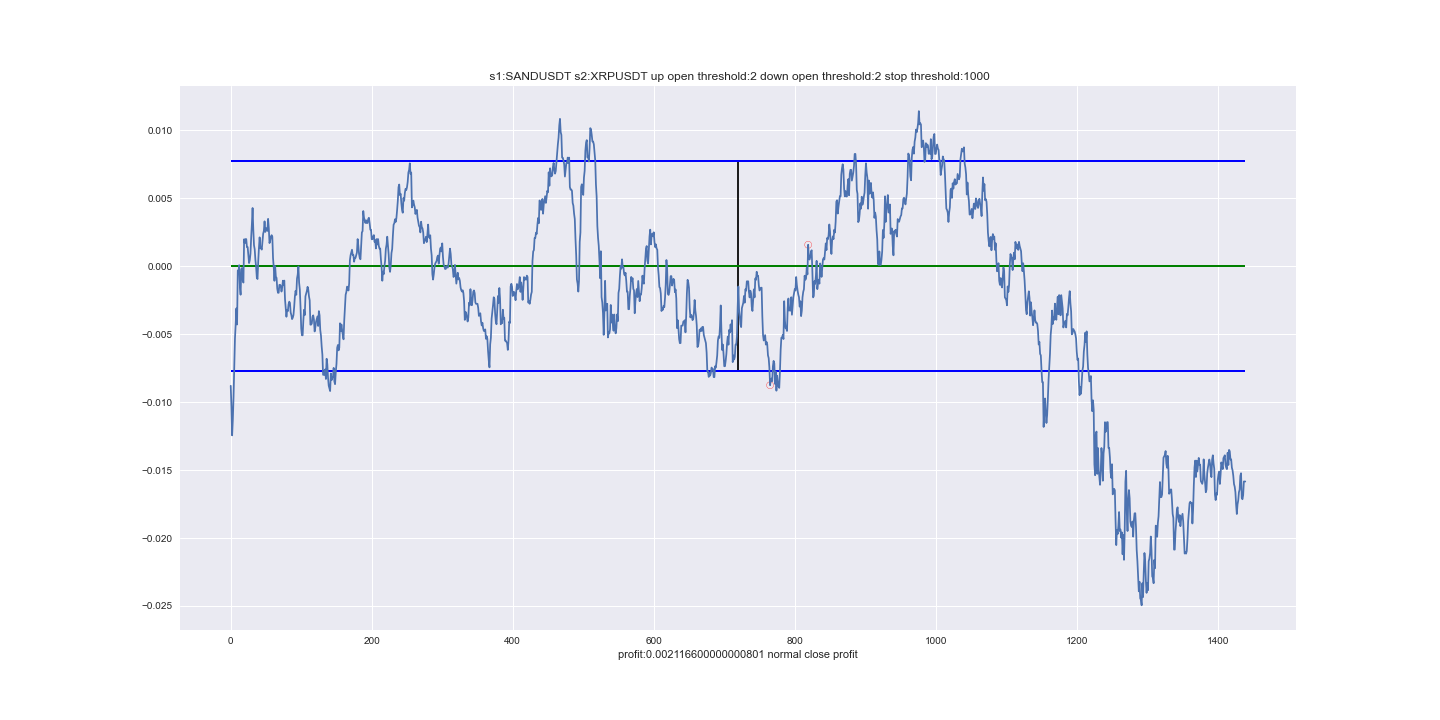 s1:SANDUSDT s2:XRPUSDT up open threshold:2 down open threshold:2 stop threshold:1000
0.010
0.005
0.000
−0.005
−0.010
−0.015
−0.020
−0.025
0 200 400 600 800 1000 1200 1400
profit:0.002116600000000801 normal close profit